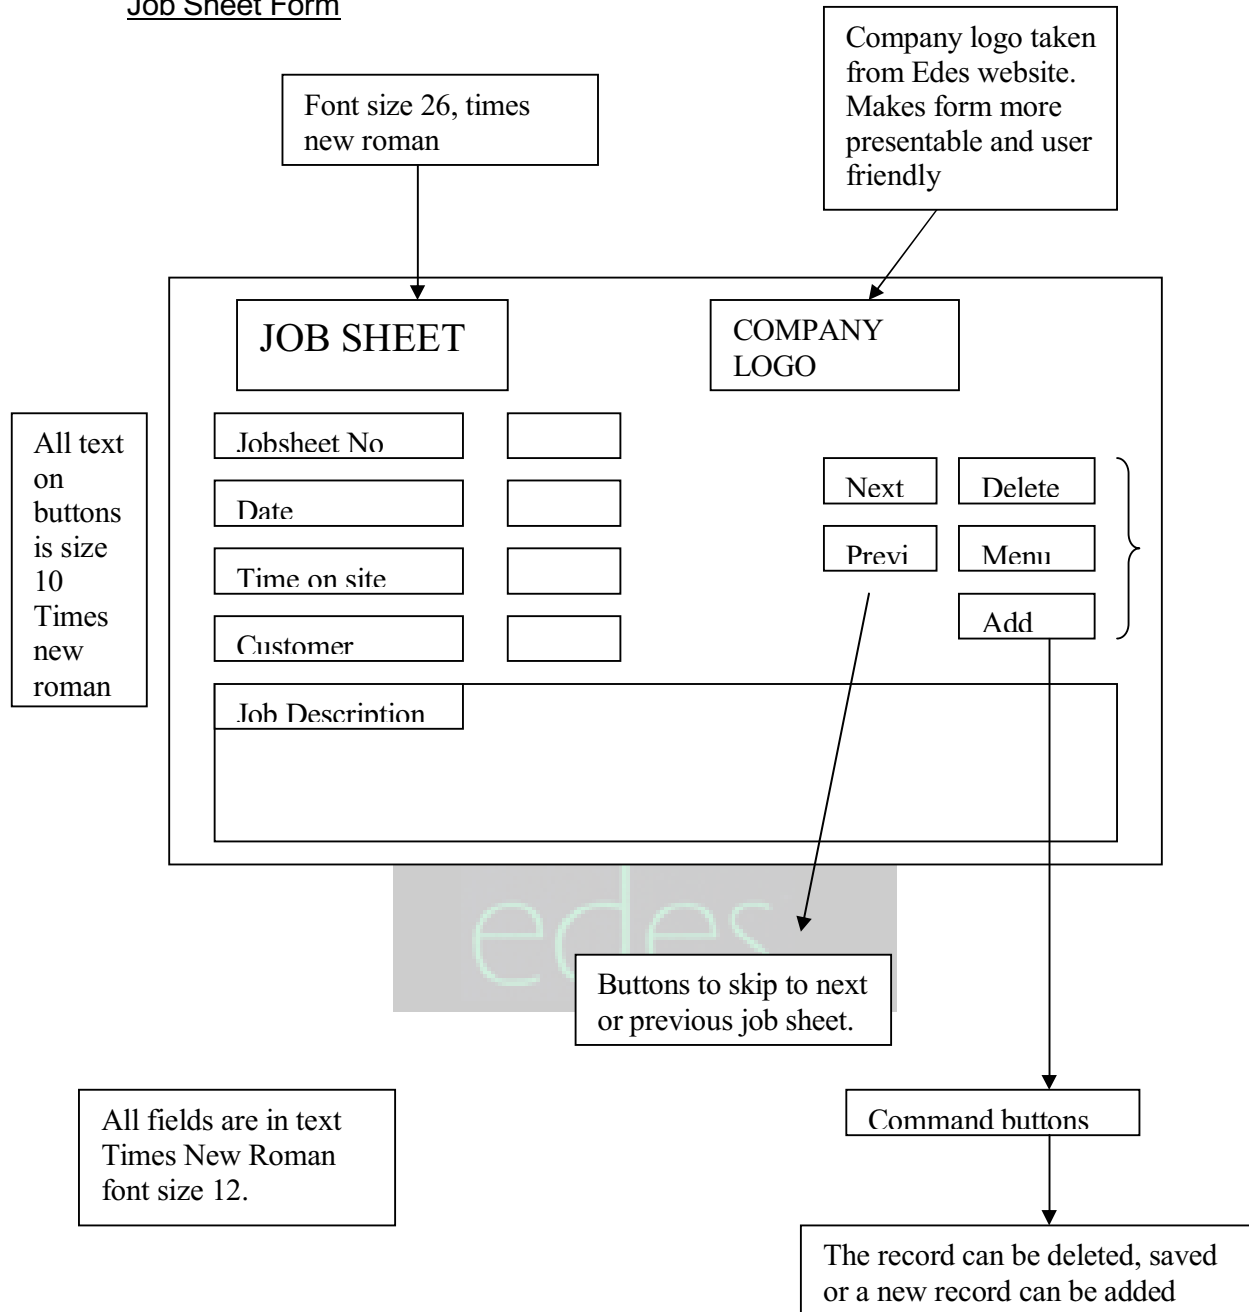 Job Sheet Form
Company logo taken
from Edes website.
Makes form more
presentable and user
friendly
Font size 26, times
new roman
JOB SHEET
COMPANY
LOGO
All text
on
buttons
is size
10
Times
new
roman
Jobsheet No
Date
Time on site
Customer
Next
Delete
Previ
Menu
Add
Job Description
edes
Buttons to skip to next
or previous job sheet.
All fields are in text
Times New Roman
font size 12.
Command buttons
The record can be deleted, saved
or a new record can be added